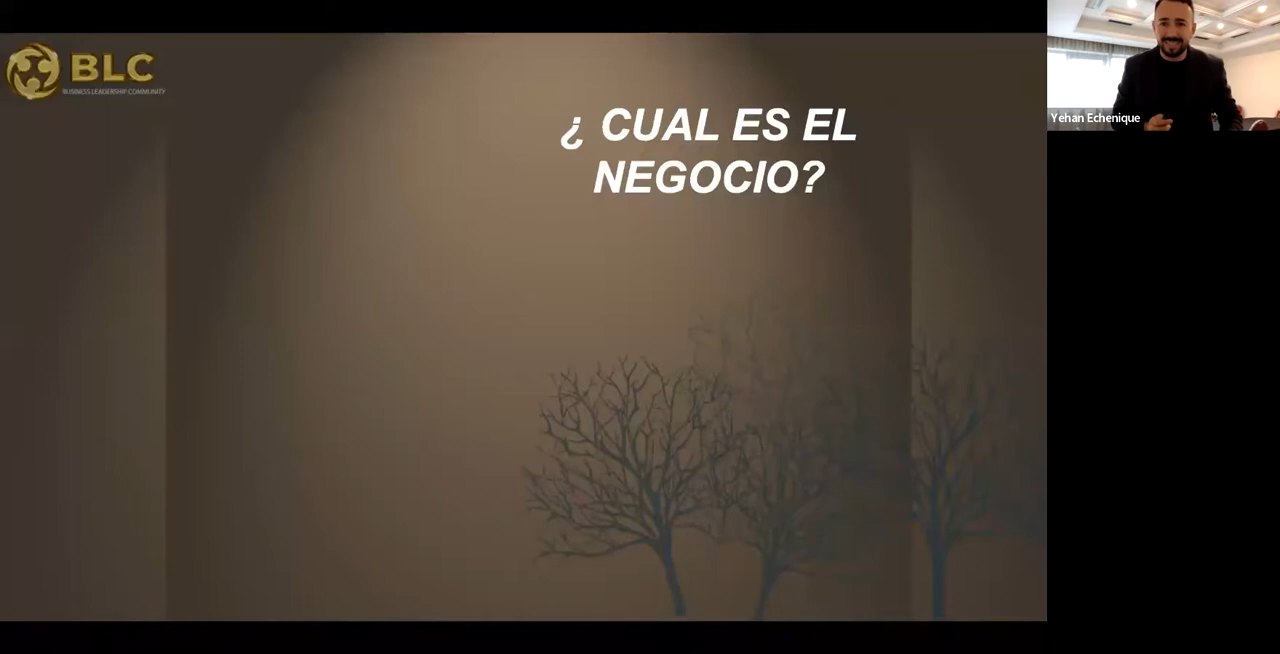 BLC
BUSINESS LEADERSHIP COMMUNITY
¿ CUAL ES EL
NEGOCIO?
Yehan Echenique